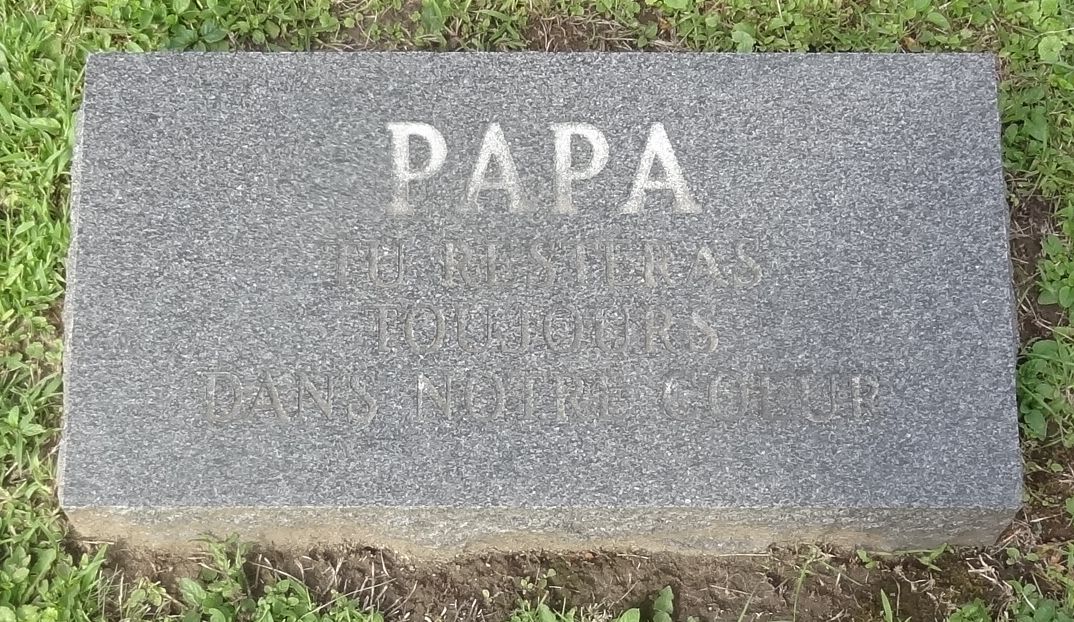 PAPA
TU RESTERAS
TOUJOURS
DANS NOTRE COEUR